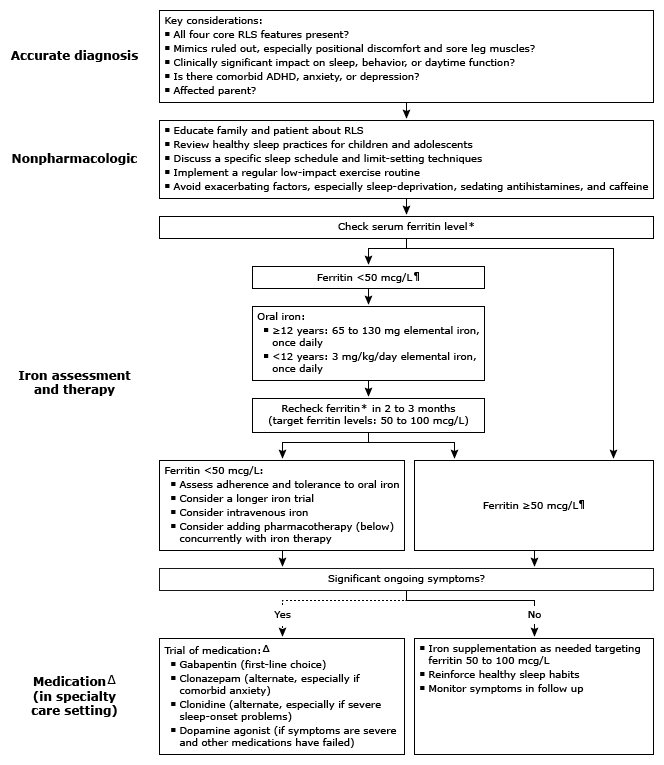 Accurate diagnosis
Key considerations:
▪ All four core RLS features present?
▪ Mimics ruled out, especially positional discomfort and sore leg muscles?
▪ Clinically significant impact on sleep, behavior, or daytime function?
▪ Is there comorbid ADHD, anxiety, or depression?
▪ Affected parent?
Nonpharmacologic
▪ Educate family and patient about RLS
▪ Review healthy sleep practices for children and adolescents
▪ Discuss a specific sleep schedule and limit-setting techniques
▪ Implement a regular low-impact exercise routine
▪ Avoid exacerbating factors, especially sleep-deprivation, sedating antihistamines, and caffeine
Iron assessment
and therapy
Check serum ferritin level*
Ferritin <50 mcg/L¶
Oral iron:
▪ ≥12 years: 65 to 130 mg elemental iron,
once daily
▪ <12 years: 3 mg/kg/day elemental iron,
once daily
Recheck ferritin* in 2 to 3 months
(target ferritin levels: 50 to 100 mcg/L)
Ferritin <50 mcg/L:
▪ Assess adherence and tolerance to oral iron
▪ Consider a longer iron trial
▪ Consider intravenous iron
▪ Consider adding pharmacotherapy (below)
concurrently with iron therapy
Ferritin ≥50 mcg/L¶
Significant ongoing symptoms?
Yes
No
Medication Δ
(in specialty
care setting)
Trial of medication: Δ
▪ Gabapentin (first-line choice)
▪ Clonazepam (alternate, especially if
comorbid anxiety)
▪ Clonidine (alternate, especially if severe
sleep-onset problems)
▪ Dopamine agonist (if symptoms are severe
and other medications have failed)
▪ Iron supplementation as needed targeting
ferritin 50 to 100 mcg/L
▪ Reinforce healthy sleep habits
▪ Monitor symptoms in follow up